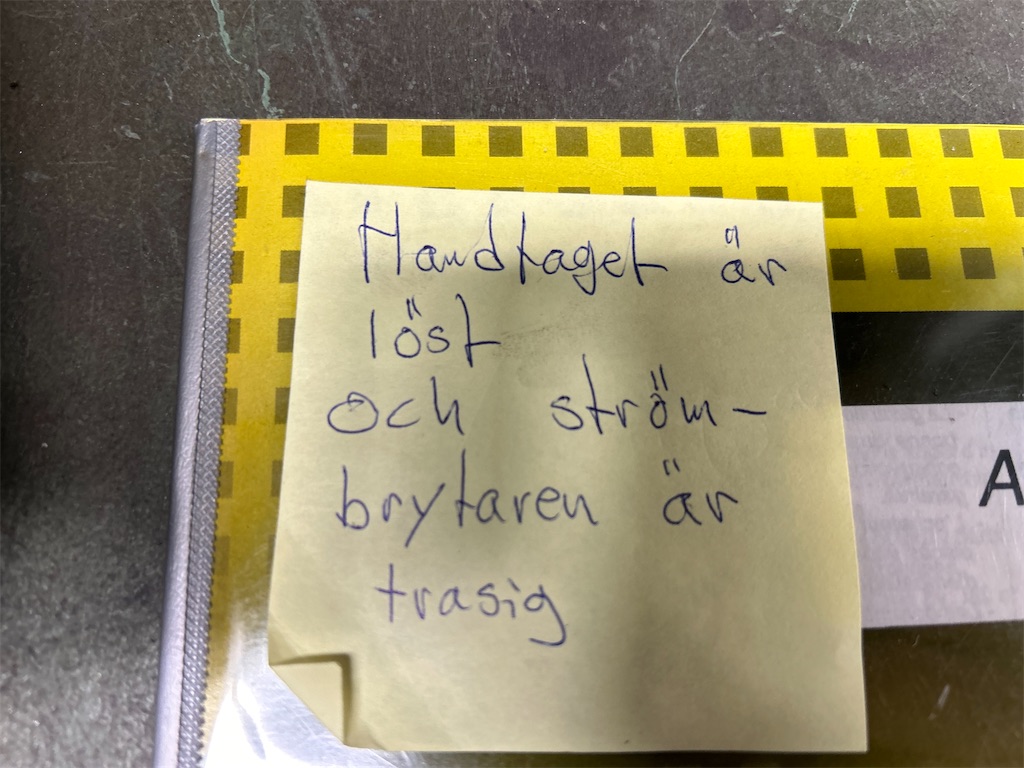 Handtaget är
löst
och ström-
brytaren är
trasig
A